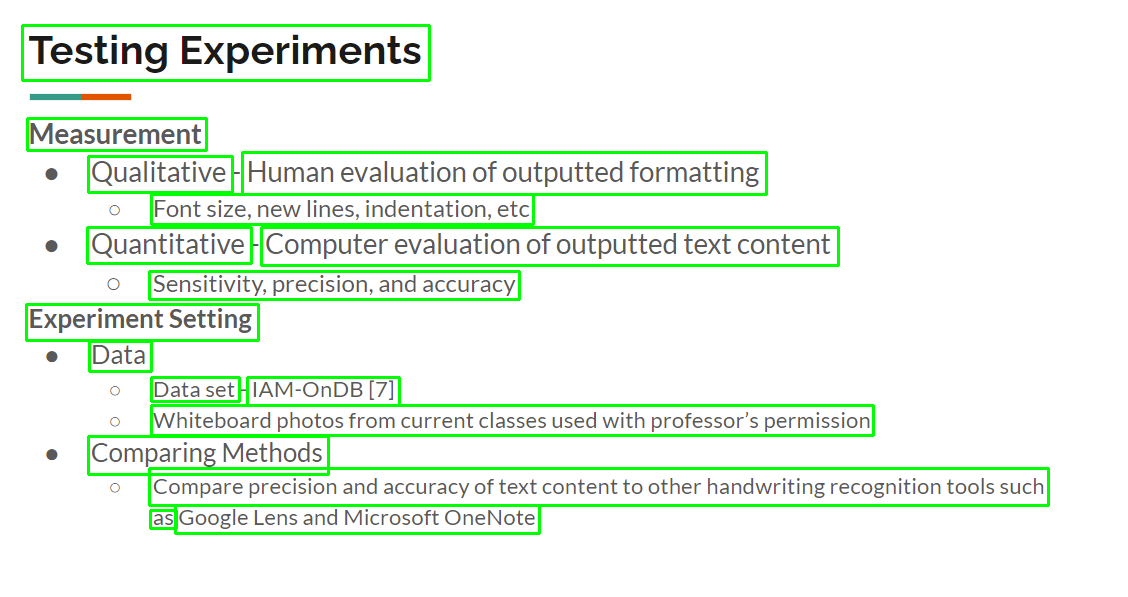 Testing Experiments
Measurement
● Qualitative - Human evaluation of outputted formatting
○ Font size, new lines, indentation, etc
● Quantitative - Computer evaluation of outputted text content
○ Sensitivity, precision, and accuracy
Experiment Setting
● Data
○ Data set - IAM-OnDB [7]
○ Whiteboard photos from current classes used with professor’s permission
● Comparing Methods
○ Compare precision and accuracy of text content to other handwriting recognition tools such
as Google Lens and Microsoft OneNote